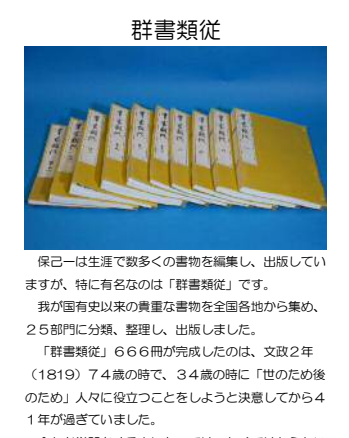 群書類従
保己一は生涯で数多くの書物を編集し、出版してい
ますが、特に有名なのは「群書類従」です。
我が国有史以来の貴重な書物を全国各地から集め、
２５部門に分類、整理し、出版しました。
「群書類従」６６６冊が完成したのは、文政２年
（1819）７４歳の時で、３４歳の時に「世のため後
のため」人々に役立つことをしようと決意してから４
１年が過ぎていました。